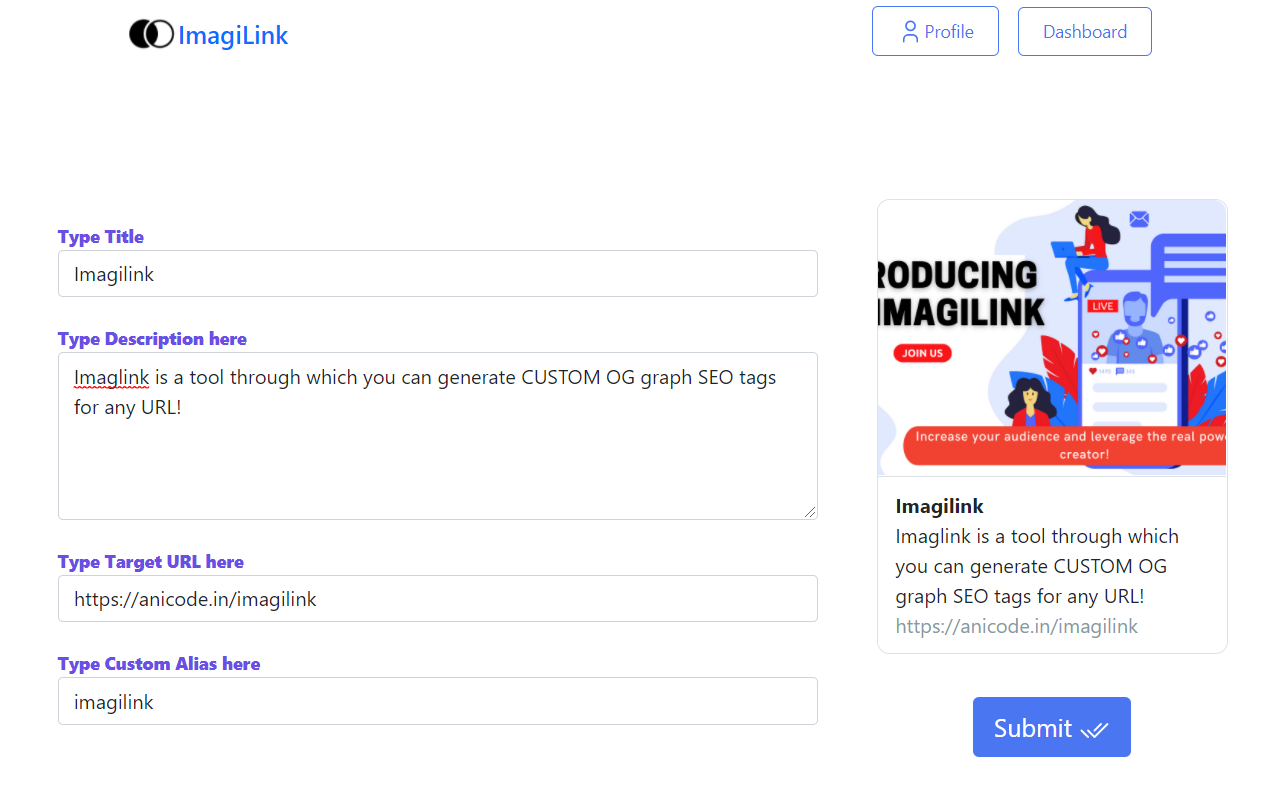 ImagiLink
Profile
Dashboard
Type Title
Imagilink
Type Description here
Imaglink is a tool through which you can generate CUSTOM OG graph SEO tags
for any URL!
Type Target URL here
https://anicode.in/imagilink
Type Custom Alias here
imagilink
RODUCING
IMAGILINK
JOIN US
LIVE
Increase your audience and leverage the real pow
creator!
Imagilink
Imaglink is a tool through which
you can generate CUSTOM OG
graph SEO tags for any URL!
https://anicode.in/imagilink
Submit